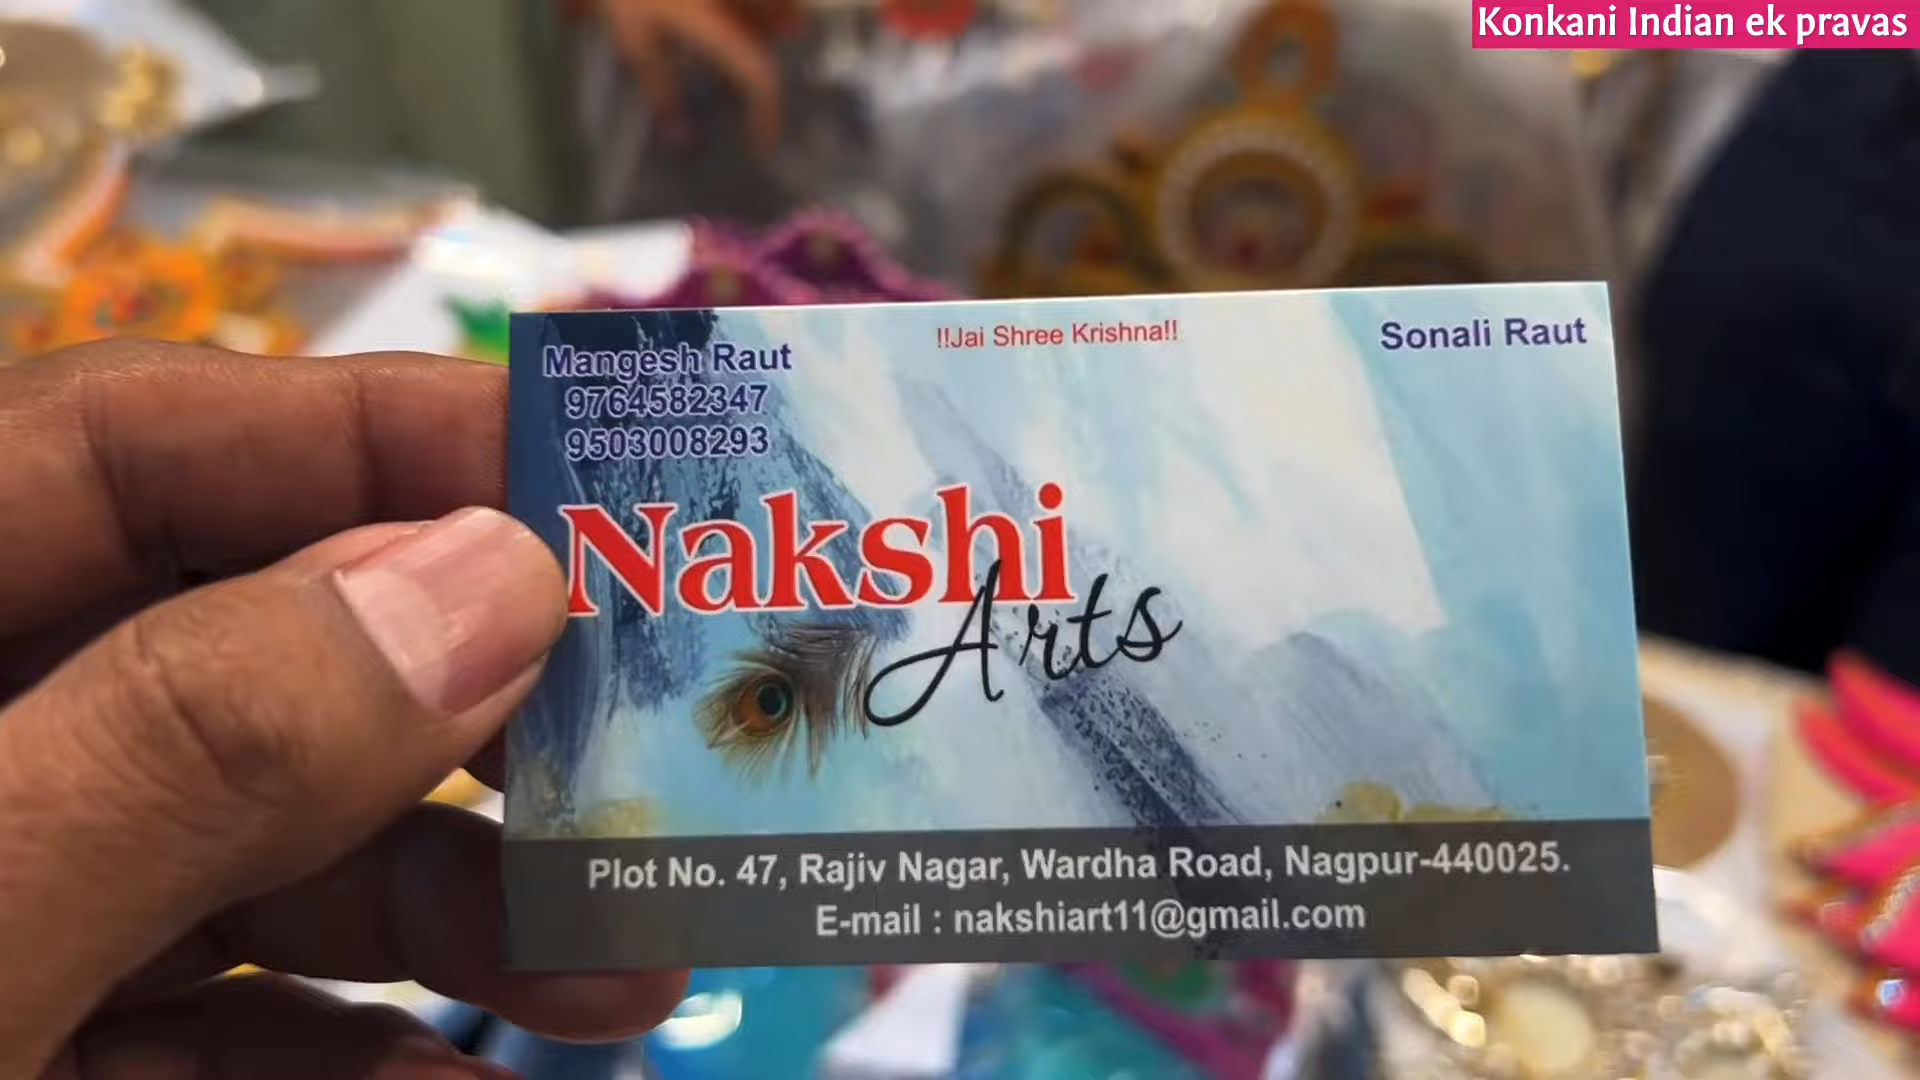 Konkani Indian ek pravas
!!Jai Shree Krishna!!
Mangesh Raut
9764582347
9503008293
Sonali Raut
Nakshi
Arts
Plot No. 47, Rajiv Nagar, Wardha Road, Nagpur-440025.
E-mail : nakshiart11@gmail.com